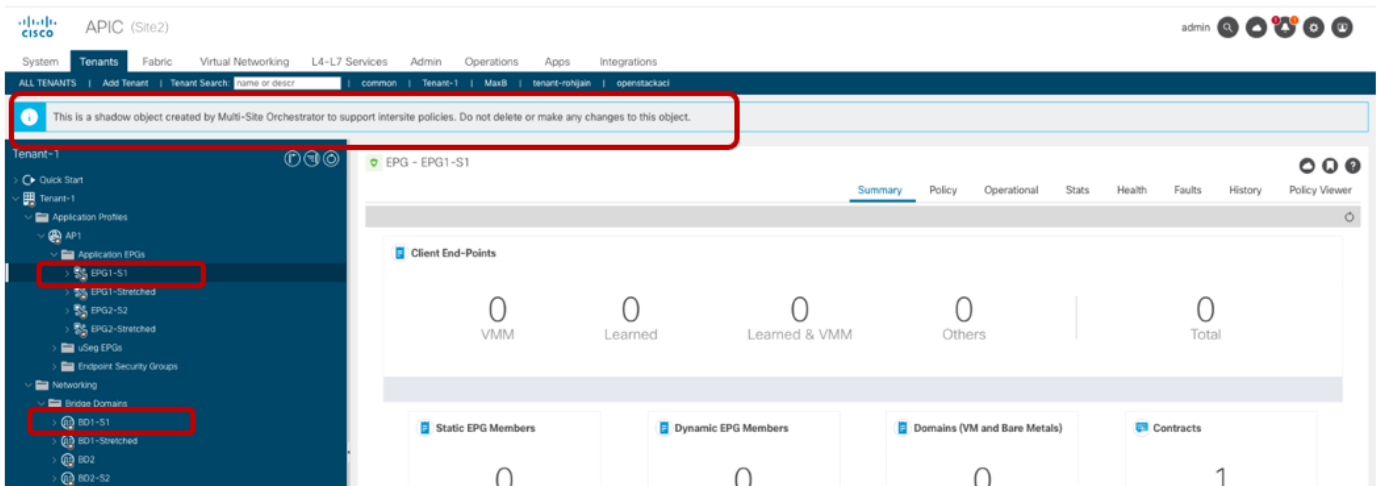 CISCO APIC (Site2) admin
System Tenants Fabric Virtual Networking L4-L7 Services Admin Operations Apps Integrations
ALL TENANTS | Add Tenant | Tenant Search: name or descr | common | Tenant-1 | MaxB | tenant-rohijain | openstackaci
This is a shadow object created by Multi-Site Orchestrator to support intersite policies. Do not delete or make any changes to this object.
Tenant-1
Quick Start
Tenant-1
Application Profiles
AP1
Application EPGs
EPG1-S1
EPG1-Stretched
EPG2-S2
EPG2-Stretched
uSeg EPGs
Endpoint Security Groups
Networking
Bridge Domains
BD1-S1
BD1-Stretched
BD2
BD2-S2
EPG - EPG1-S1
Summary Policy Operational Stats Health Faults History Policy Viewer
Client End-Points
0 0 0 0 0
VMM Learned Learned & VMM Others Total
Static EPG Members Dynamic EPG Members Domains (VM and Bare Metals) Contracts
0 0 0 1